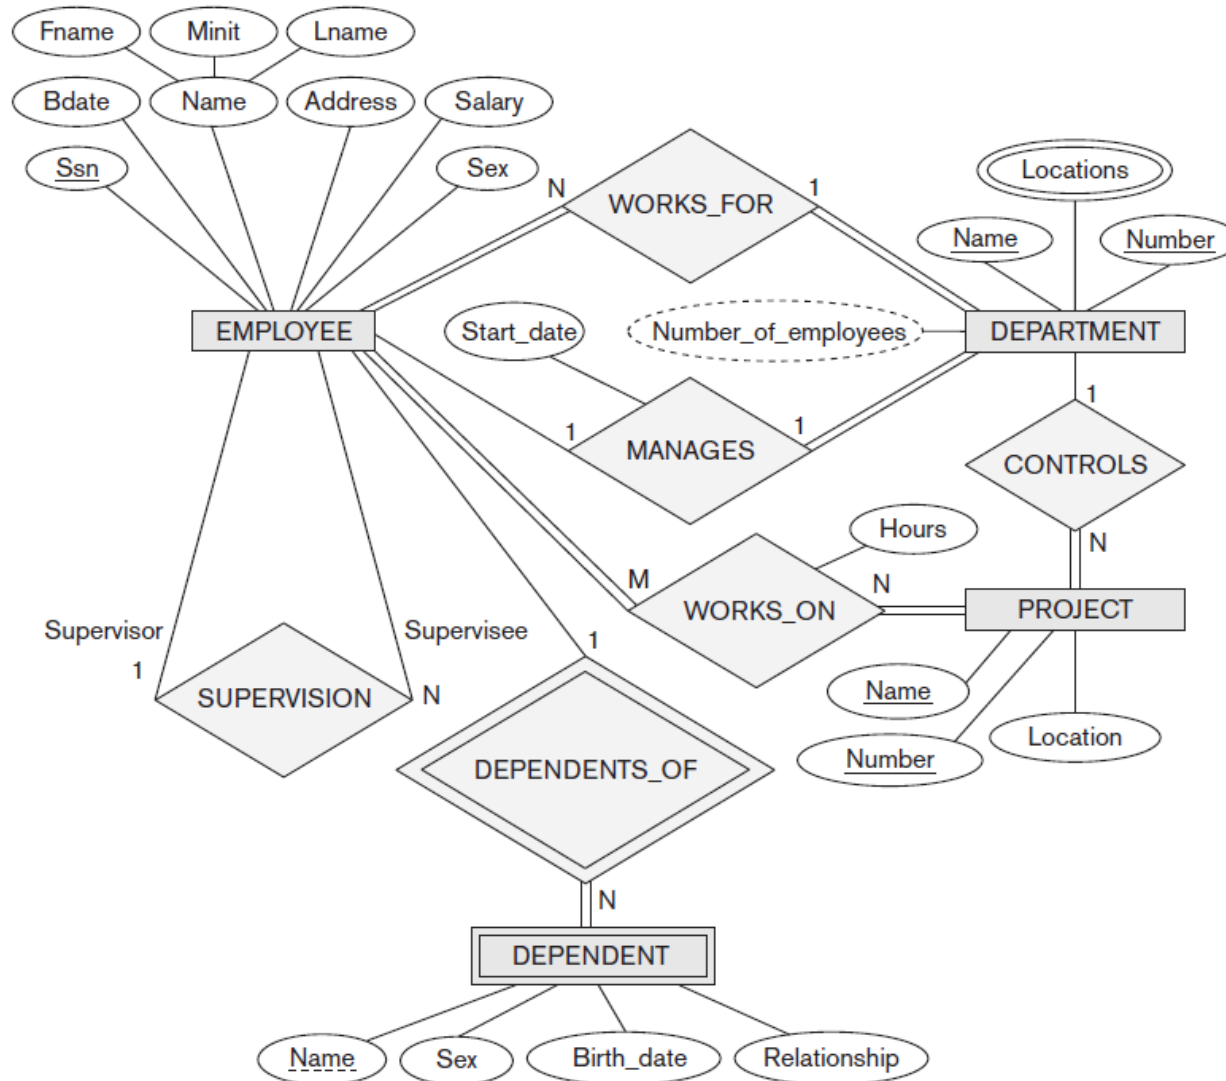 Fname
Minit
Lname
Bdate
Name
Address
Salary
Ssn
Sex
N
WORKS_FOR
1
Locations
Name
Number
EMPLOYEE
Start_date
Number_of_employees
DEPARTMENT
1
MANAGES
1
1
CONTROLS
N
Hours
M
WORKS_ON
N
PROJECT
Supervisor
1
SUPERVISION
Supervisee
N
1
Name
Number
Location
DEPENDENTS_OF
N
DEPENDENT
Name
Sex
Birth_date
Relationship